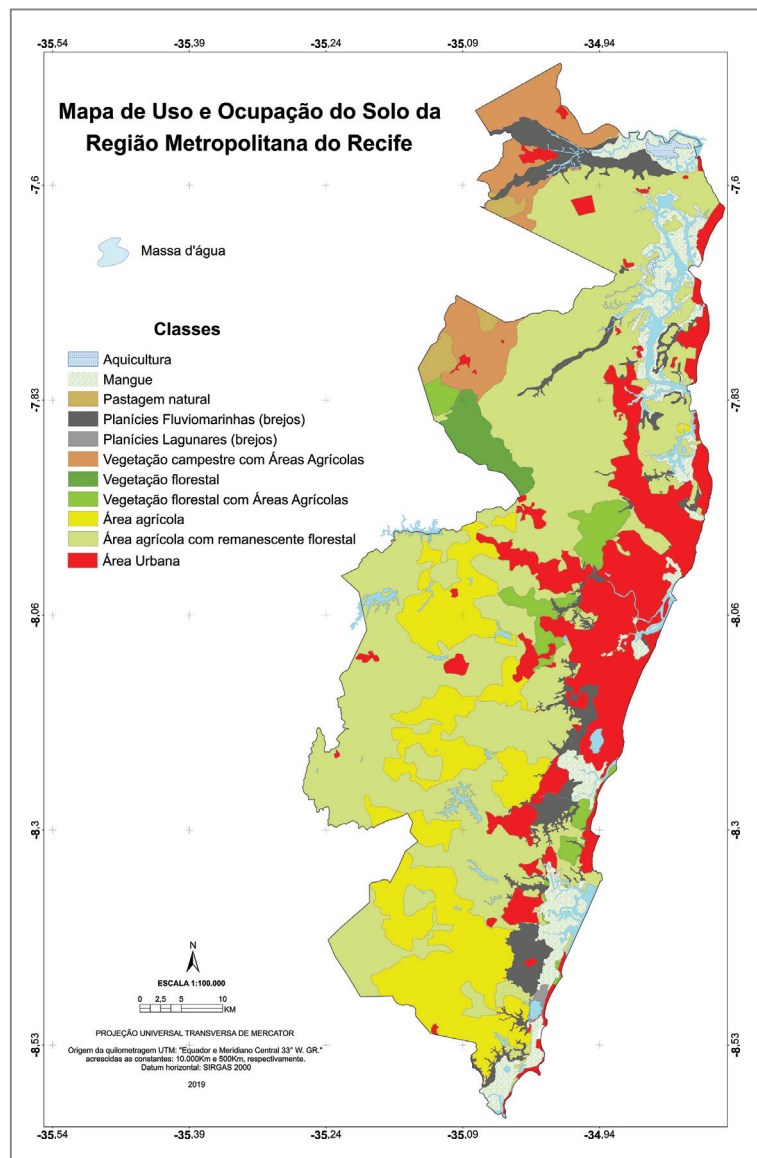 -35,54 -35,39 -35,24 -35,09 -34,94
Mapa de Uso e Ocupação do Solo da
Região Metropolitana do Recife
-7,6 -7,6
Massa d'água
Classes
Aquicultura
Mangue
Pastagem natural
-7,83 -7,83
Planícies Fluviomarinhas (brejos)
Planícies Lagunares (brejos)
Vegetação campestre com Áreas Agrícolas
Vegetação florestal
Vegetação florestal com Áreas Agrícolas
Área agrícola
Área agrícola com remanescente florestal
Área Urbana
-8,06 -8,06
-8,3 -8,3
N
ESCALA 1:100.000
0 2,5 5 10
KM
PROJEÇÃO UNIVERSAL TRANSVERSA DE MERCATOR
-8,53 -8,53
Origem da quilometragem UTM: "Equador e Meridiano Central 33° W. GR."
acrescidas as constantes: 10.000Km e 500Km, respectivamente.
Datum horizontal: SIRGAS 2000
2019
-35,54 -35,39 -35,24 -35,09 -34,94